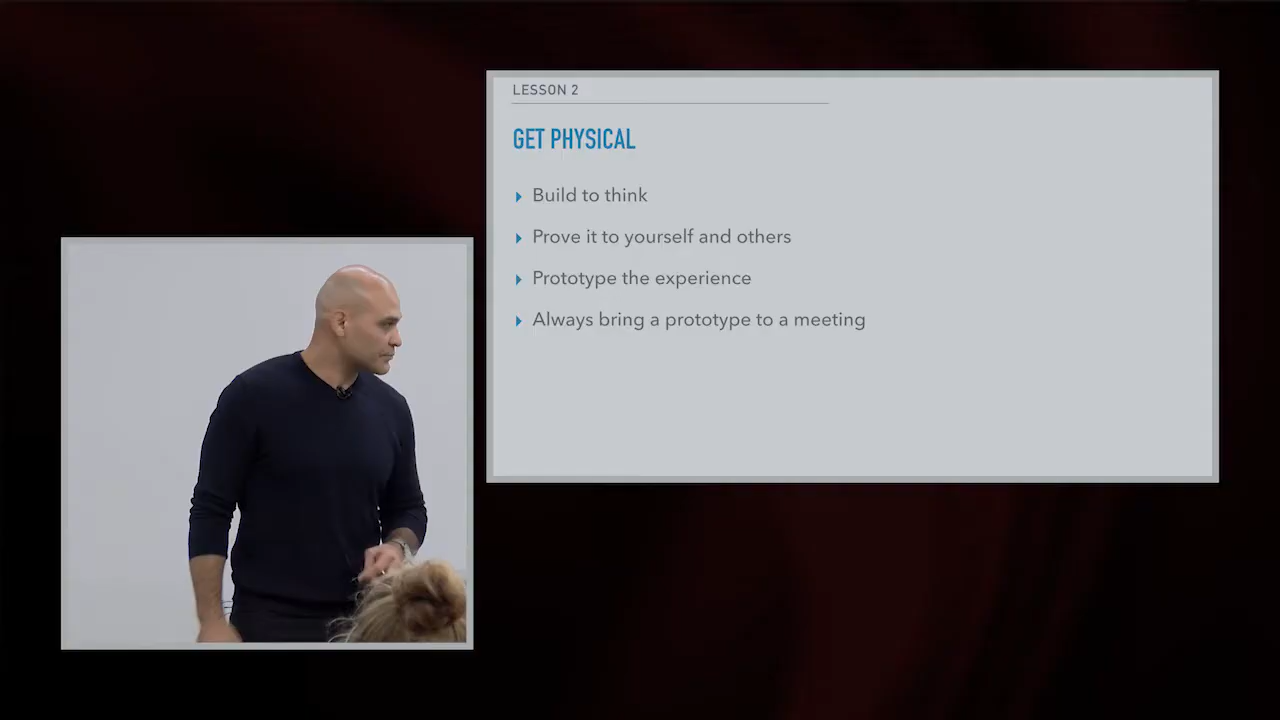 LESSON 2
GET PHYSICAL
Build to think
Prove it to yourself and others
Prototype the experience
Always bring a prototype to a meeting